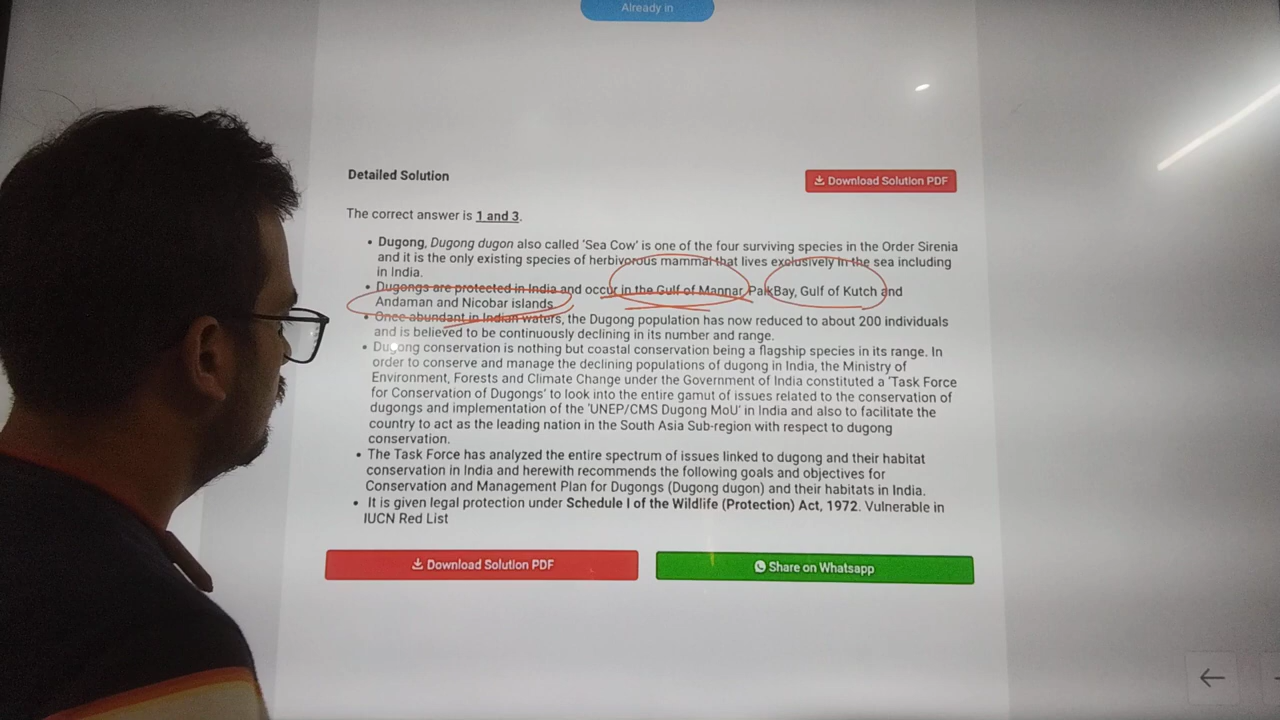 Already in
Detailed Solution
Download Solution PDF
The correct answer is 1 and 3.
• Dugong, Dugong dugon also called 'Sea Cow' is one of the four surviving species in the Order Sirenia
and it is the only existing species of herbivorous mammal that lives exclusively in the sea including
in India.
• Dugongs are protected in India and occur in the Gulf of Mannar, PalkBay, Gulf of Kutch and
Andaman and Nicobar islands.
• Once abundant in Indian waters, the Dugong population has now reduced to about 200 individuals
and is believed to be continuously declining in its number and range.
• Dugong conservation is nothing but coastal conservation being a flagship species in its range. In
order to conserve and manage the declining populations of dugong in India, the Ministry of
Environment, Forests and Climate Change under the Government of India constituted a 'Task Force
for Conservation of Dugongs' to look into the entire gamut of issues related to the conservation of
dugongs and implementation of the 'UNEP/CMS Dugong MoU' in India and also to facilitate the
country to act as the leading nation in the South Asia Sub-region with respect to dugong
conservation.
• The Task Force has analyzed the entire spectrum of issues linked to dugong and their habitat
conservation in India and herewith recommends the following goals and objectives for
Conservation and Management Plan for Dugongs (Dugong dugon) and their habitats in India.
• It is given legal protection under Schedule I of the Wildlife (Protection) Act, 1972. Vulnerable in
IUCN Red List
Download Solution PDF
Share on Whatsapp